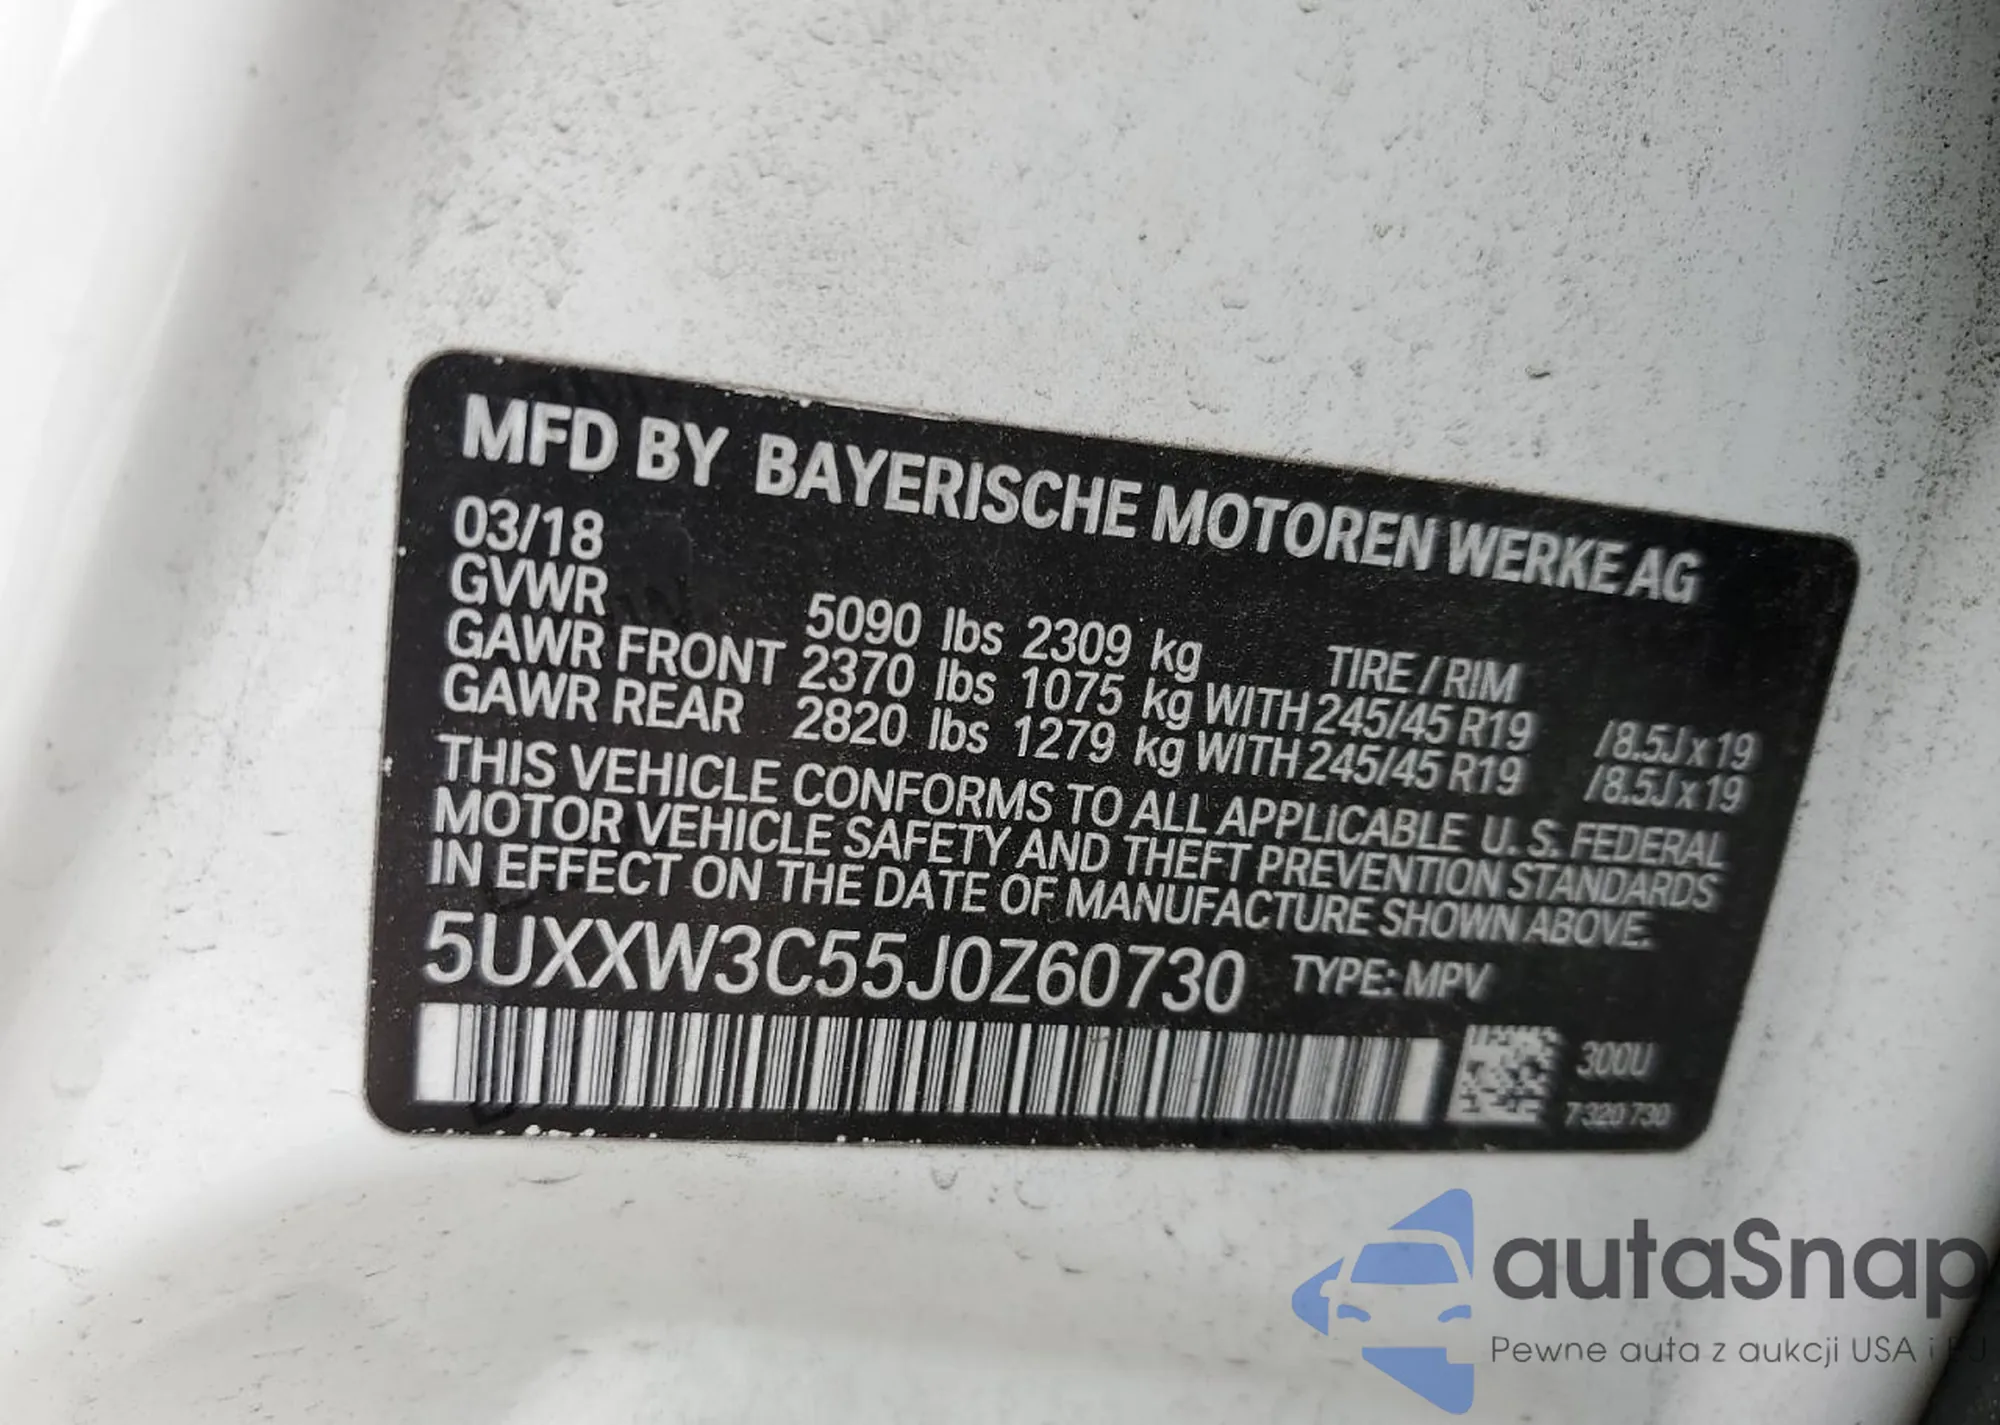 MFD BY BAYERISCHE MOTOREN WERKE AG
03/18
GVWR 5090 lbs 2309 kg TIRE / RIM
GAWR FRONT 2370 lbs 1075 kg WITH 245/45 R19 /8.5J x 19
GAWR REAR 2820 lbs 1279 kg WITH 245/45 R19 /8.5J x 19
THIS VEHICLE CONFORMS TO ALL APPLICABLE U. S. FEDERAL
MOTOR VEHICLE SAFETY AND THEFT PREVENTION STANDARDS
IN EFFECT ON THE DATE OF MANUFACTURE SHOWN ABOVE.
5UXXW3C55J0Z60730 TYPE: MPV
300U
7 320 730
autaSnap
Pewne auta z aukcji USA i EU